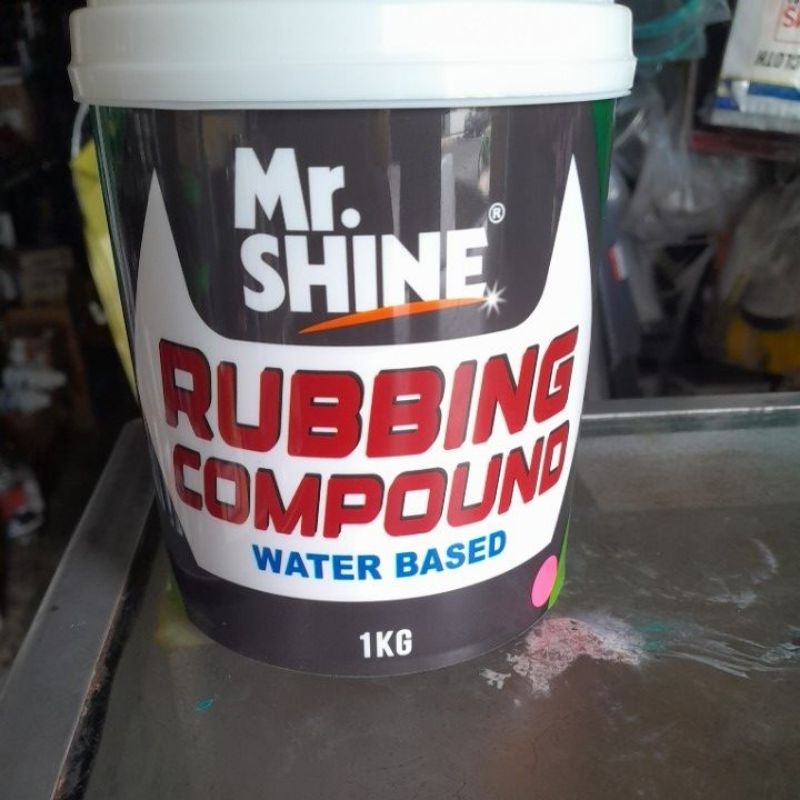 Mr.
SHINE®
RUBBING
COMPOUND
WATER BASED
1KG